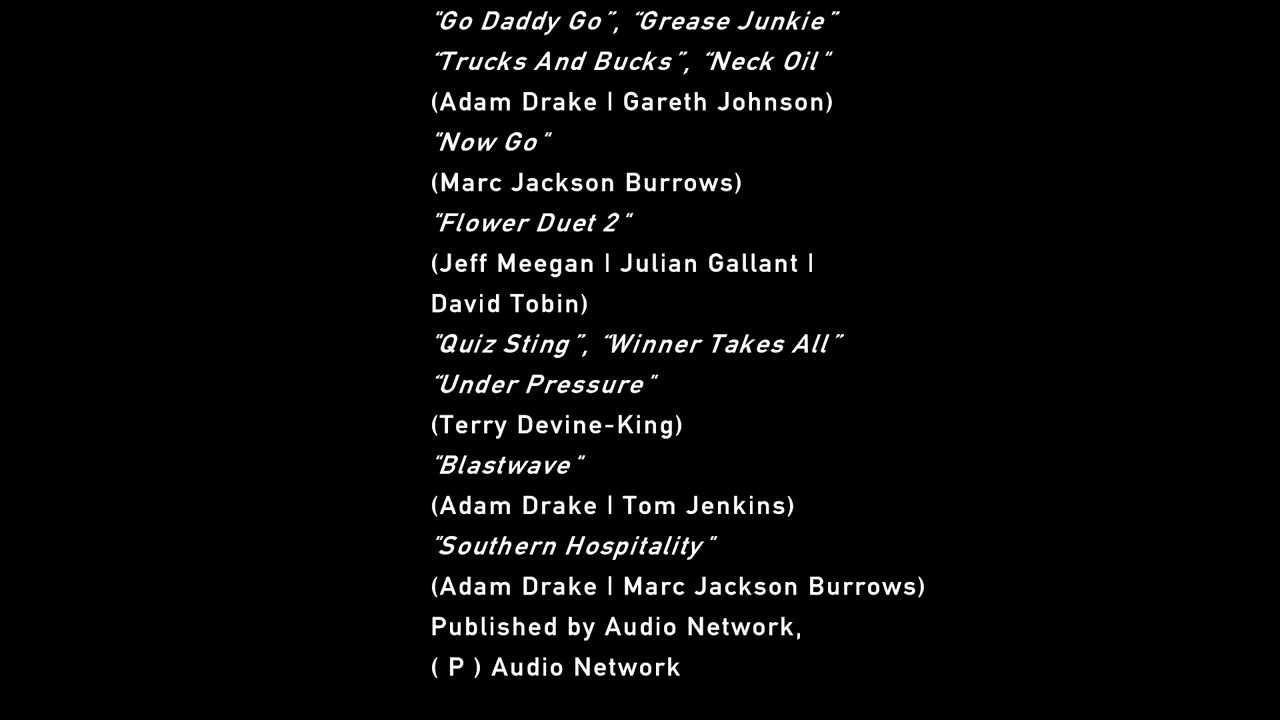 "Go Daddy Go", "Grease Junkie"
"Trucks And Bucks", "Neck Oil"
(Adam Drake | Gareth Johnson)
"Now Go"
(Marc Jackson Burrows)
"Flower Duet 2"
(Jeff Meegan | Julian Gallant |
David Tobin)
"Quiz Sting", "Winner Takes All"
"Under Pressure"
(Terry Devine-King)
"Blastwave"
(Adam Drake | Tom Jenkins)
"Southern Hospitality"
(Adam Drake | Marc Jackson Burrows)
Published by Audio Network,
( P ) Audio Network